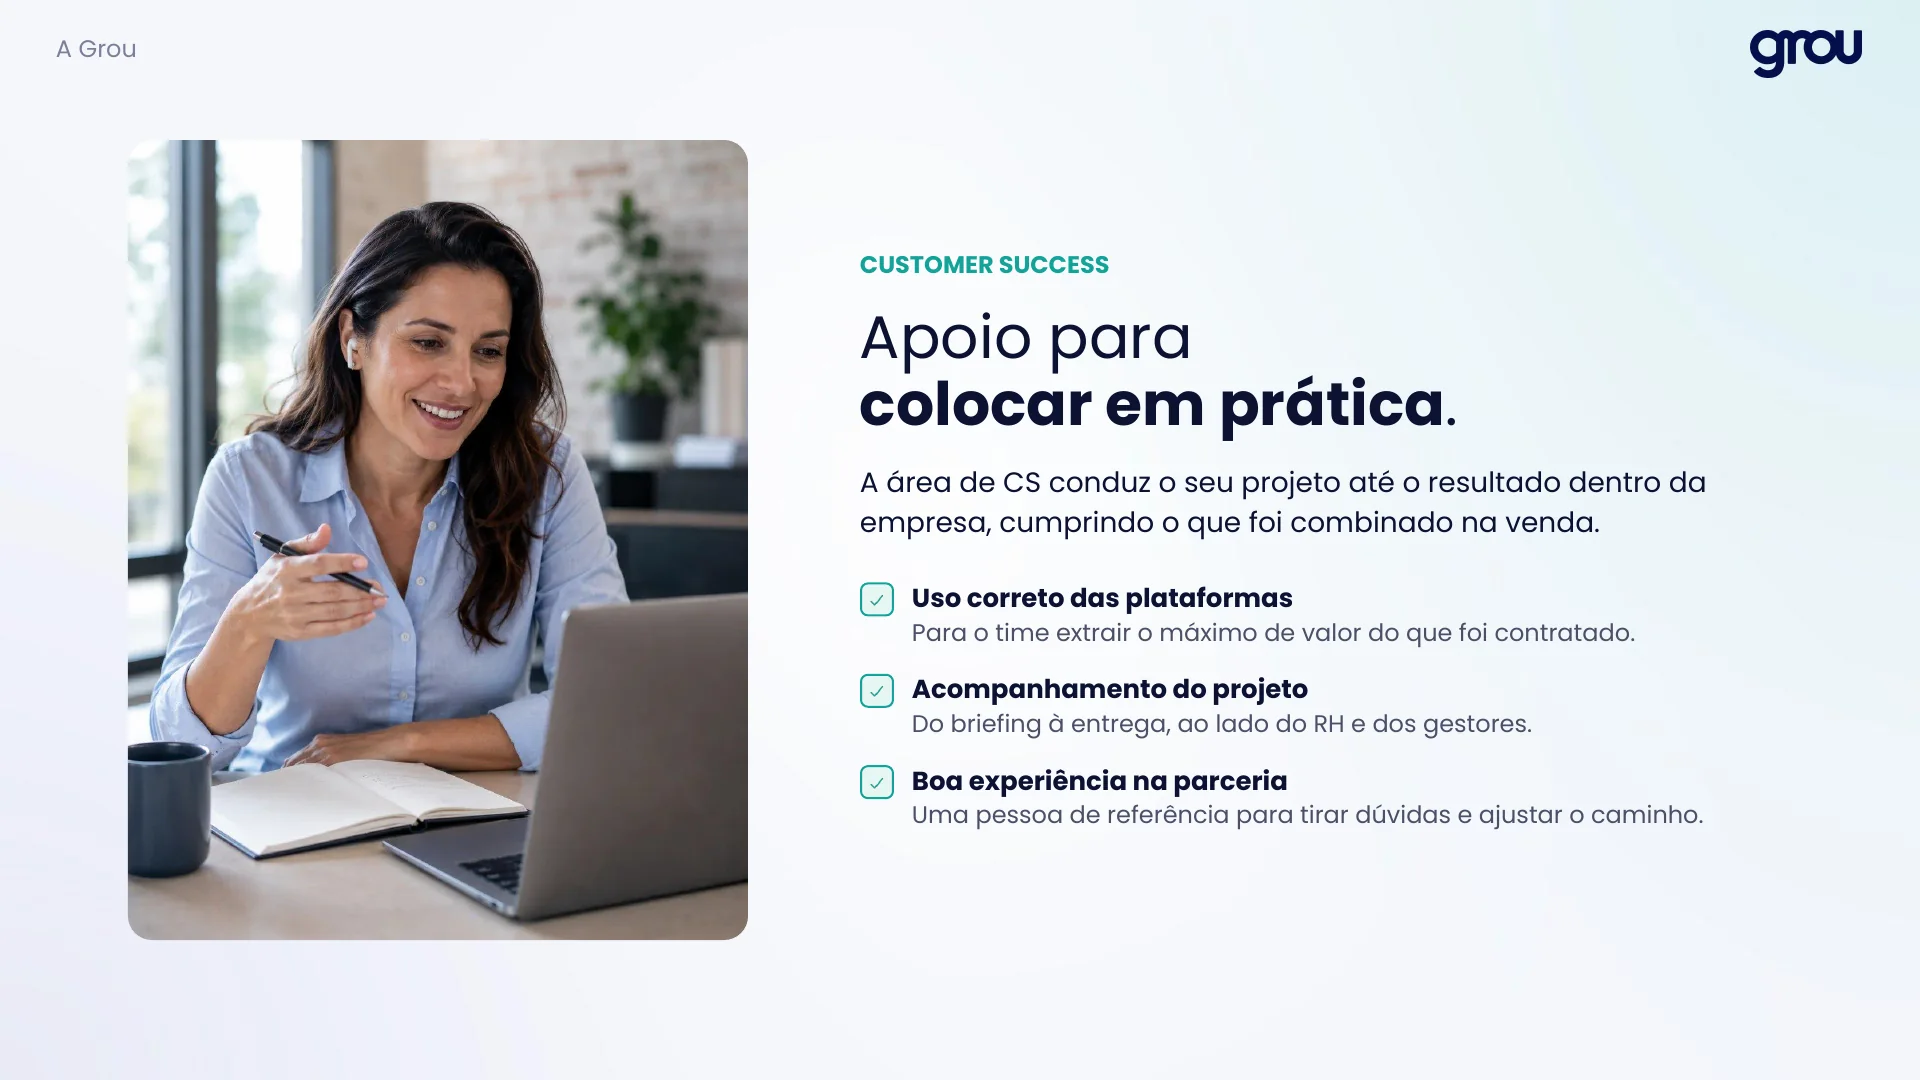 A Grou
grou
CUSTOMER SUCCESS
Apoio para
colocar em prática.
A área de CS conduz o seu projeto até o resultado dentro da
empresa, cumprindo o que foi combinado na venda.
Uso correto das plataformas
Para o time extrair o máximo de valor do que foi contratado.
Acompanhamento do projeto
Do briefing à entrega, ao lado do RH e dos gestores.
Boa experiência na parceria
Uma pessoa de referência para tirar dúvidas e ajustar o caminho.